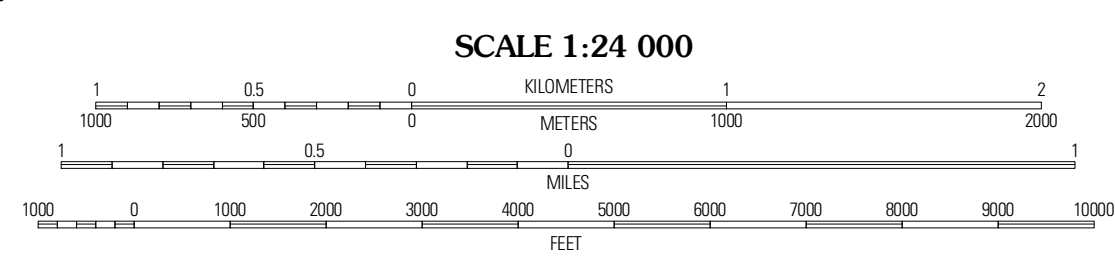 SCALE 1:24 000
1 0.5 0 KILOMETERS 1 2
1000 500 0 METERS 1000 2000
1 0.5 0 1
MILES
1000 0 1000 2000 3000 4000 5000 6000 7000 8000 9000 10000
FEET